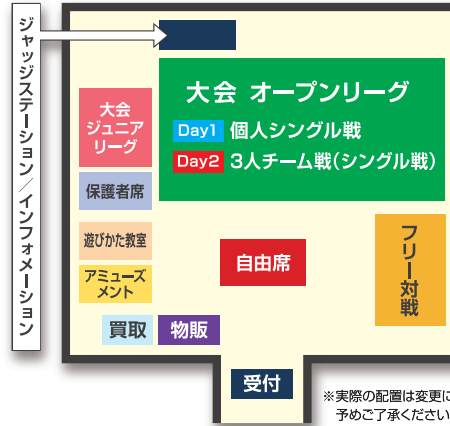 ジャッジステーション／インフォメーション
大会 オープンリーグ
Day1 個人シングル戦
Day2 3人チーム戦(シングル戦)
大会
ジュニア
リーグ
保護者席
遊びかた教室
アミューズ
メント
買取
物販
自由席
フリー対戦
受付
※実際の配置は変更に
予めご了承ください